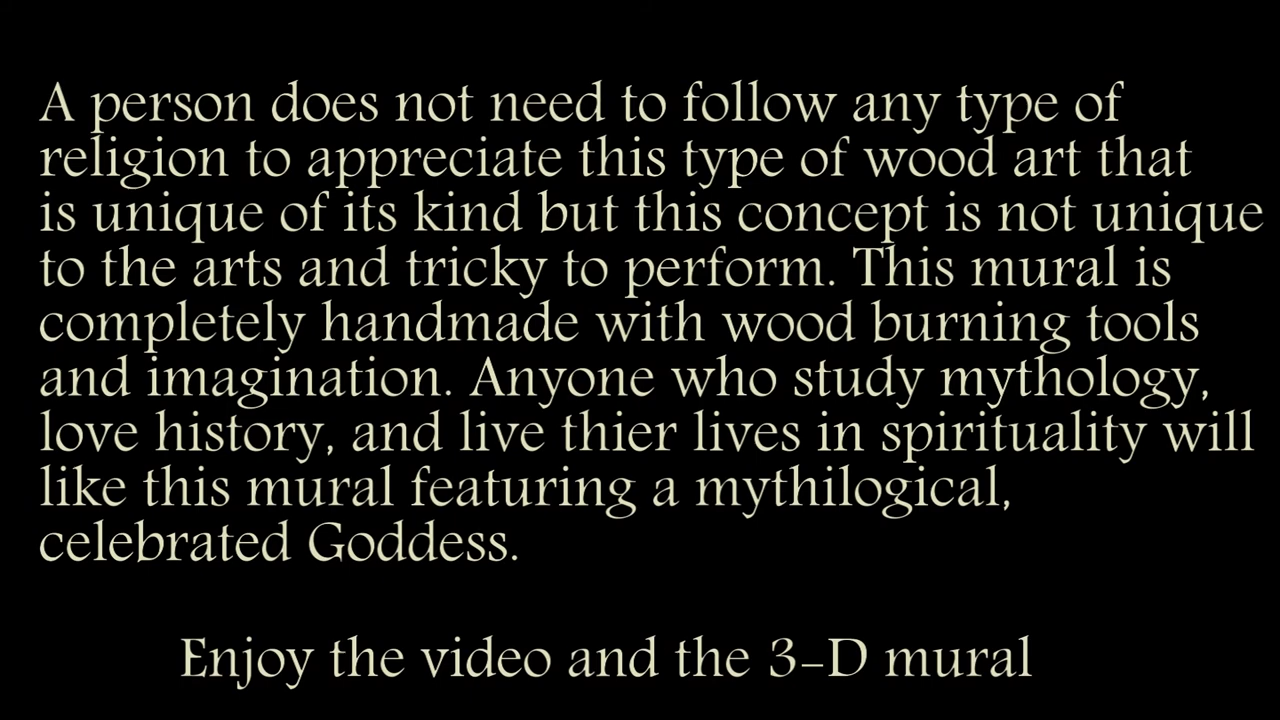 A person does not need to follow any type of
religion to appreciate this type of wood art that
is unique of its kind but this concept is not unique
to the arts and tricky to perform. This mural is
completely handmade with wood burning tools
and imagination. Anyone who study mythology,
love history, and live thier lives in spirituality will
like this mural featuring a mythilogical,
celebrated Goddess.
Enjoy the video and the 3-D mural